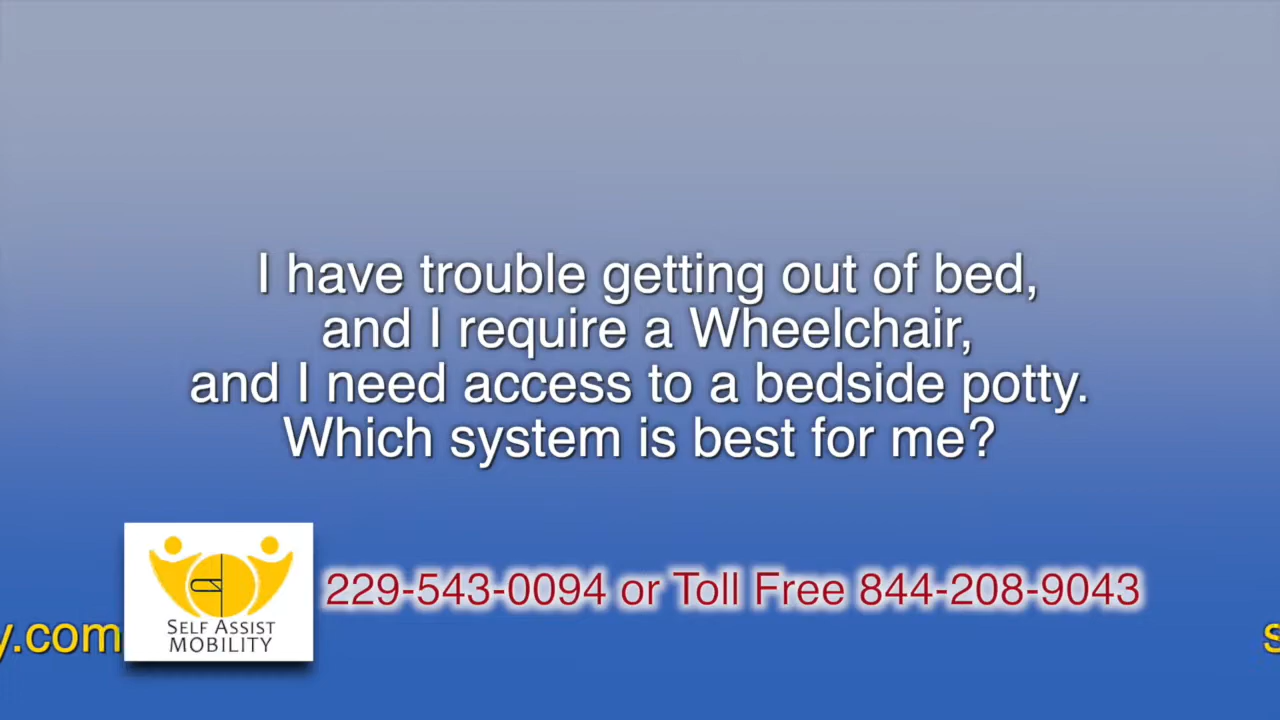 I have trouble getting out of bed,
and I require a Wheelchair,
and I need access to a bedside potty.
Which system is best for me?
229-543-0094 or Toll Free 844-208-9043
SELF ASSIST
MOBILITY
y.com
s